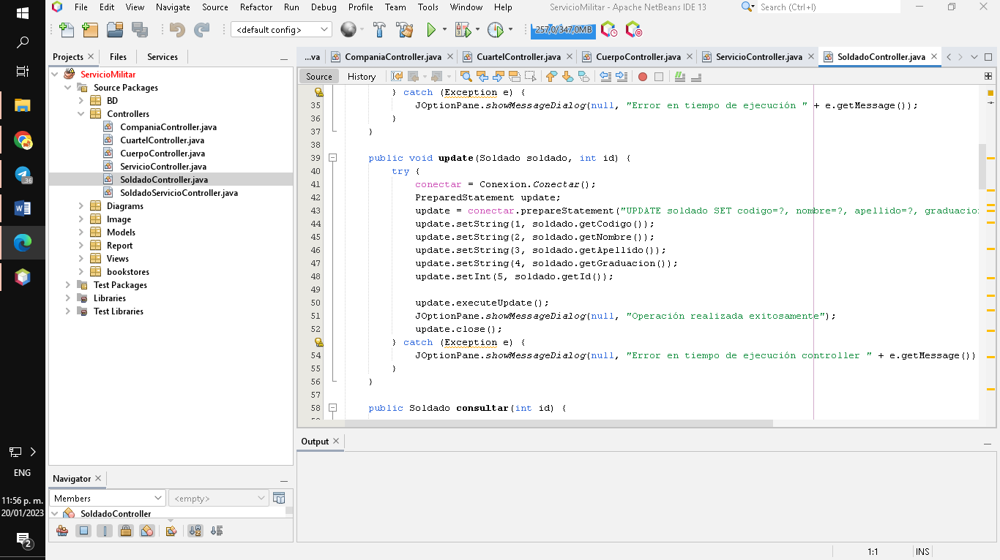 File Edit View Navigate Source Refactor Run Debug Profile Team Tools Window Help
ServicioMilitar - Apache NetBeans IDE 13
Search (Ctrl+I)
<default config>
257,0/347,0MB
Projects Files Services
ServicioMilitar
Source Packages
BD
Controllers
CompaniaController.java
CuartelController.java
CuerpoController.java
ServicioController.java
SoldadoController.java
SoldadoServicioController.java
Diagrams
Image
Models
Report
Views
bookstores
Test Packages
Libraries
Test Libraries
...va CompaniaController.java CuartelController.java CuerpoController.java ServicioController.java SoldadoController.java
Source History
} catch (Exception e) {
35 JOptionPane.showMessageDialog(null, "Error en tiempo de ejecución " + e.getMessage());
36 }
37 }
38
39 public void update(Soldado soldado, int id) {
40 try {
41 conectar = Conexion.Conectar();
42 PreparedStatement update;
43 update = conectar.prepareStatement("UPDATE soldado SET codigo=?, nombre=?, apellido=?, graduacion
44 update.setString(1, soldado.getCodigo());
45 update.setString(2, soldado.getNombre());
46 update.setString(3, soldado.getApellido());
47 update.setString(4, soldado.getGraduacion());
48 update.setInt(5, soldado.getId());
49
50 update.executeUpdate();
51 JOptionPane.showMessageDialog(null, "Operación realizada exitosamente");
52 update.close();
} catch (Exception e) {
54 JOptionPane.showMessageDialog(null, "Error en tiempo de ejecución controller " + e.getMessage())
55 }
56 }
57
58 public Soldado consultar(int id) {
Output
Navigator
Members
<empty>
SoldadoController
1:1 INS
36
ENG
11:56 p. m.
20/01/2023
2